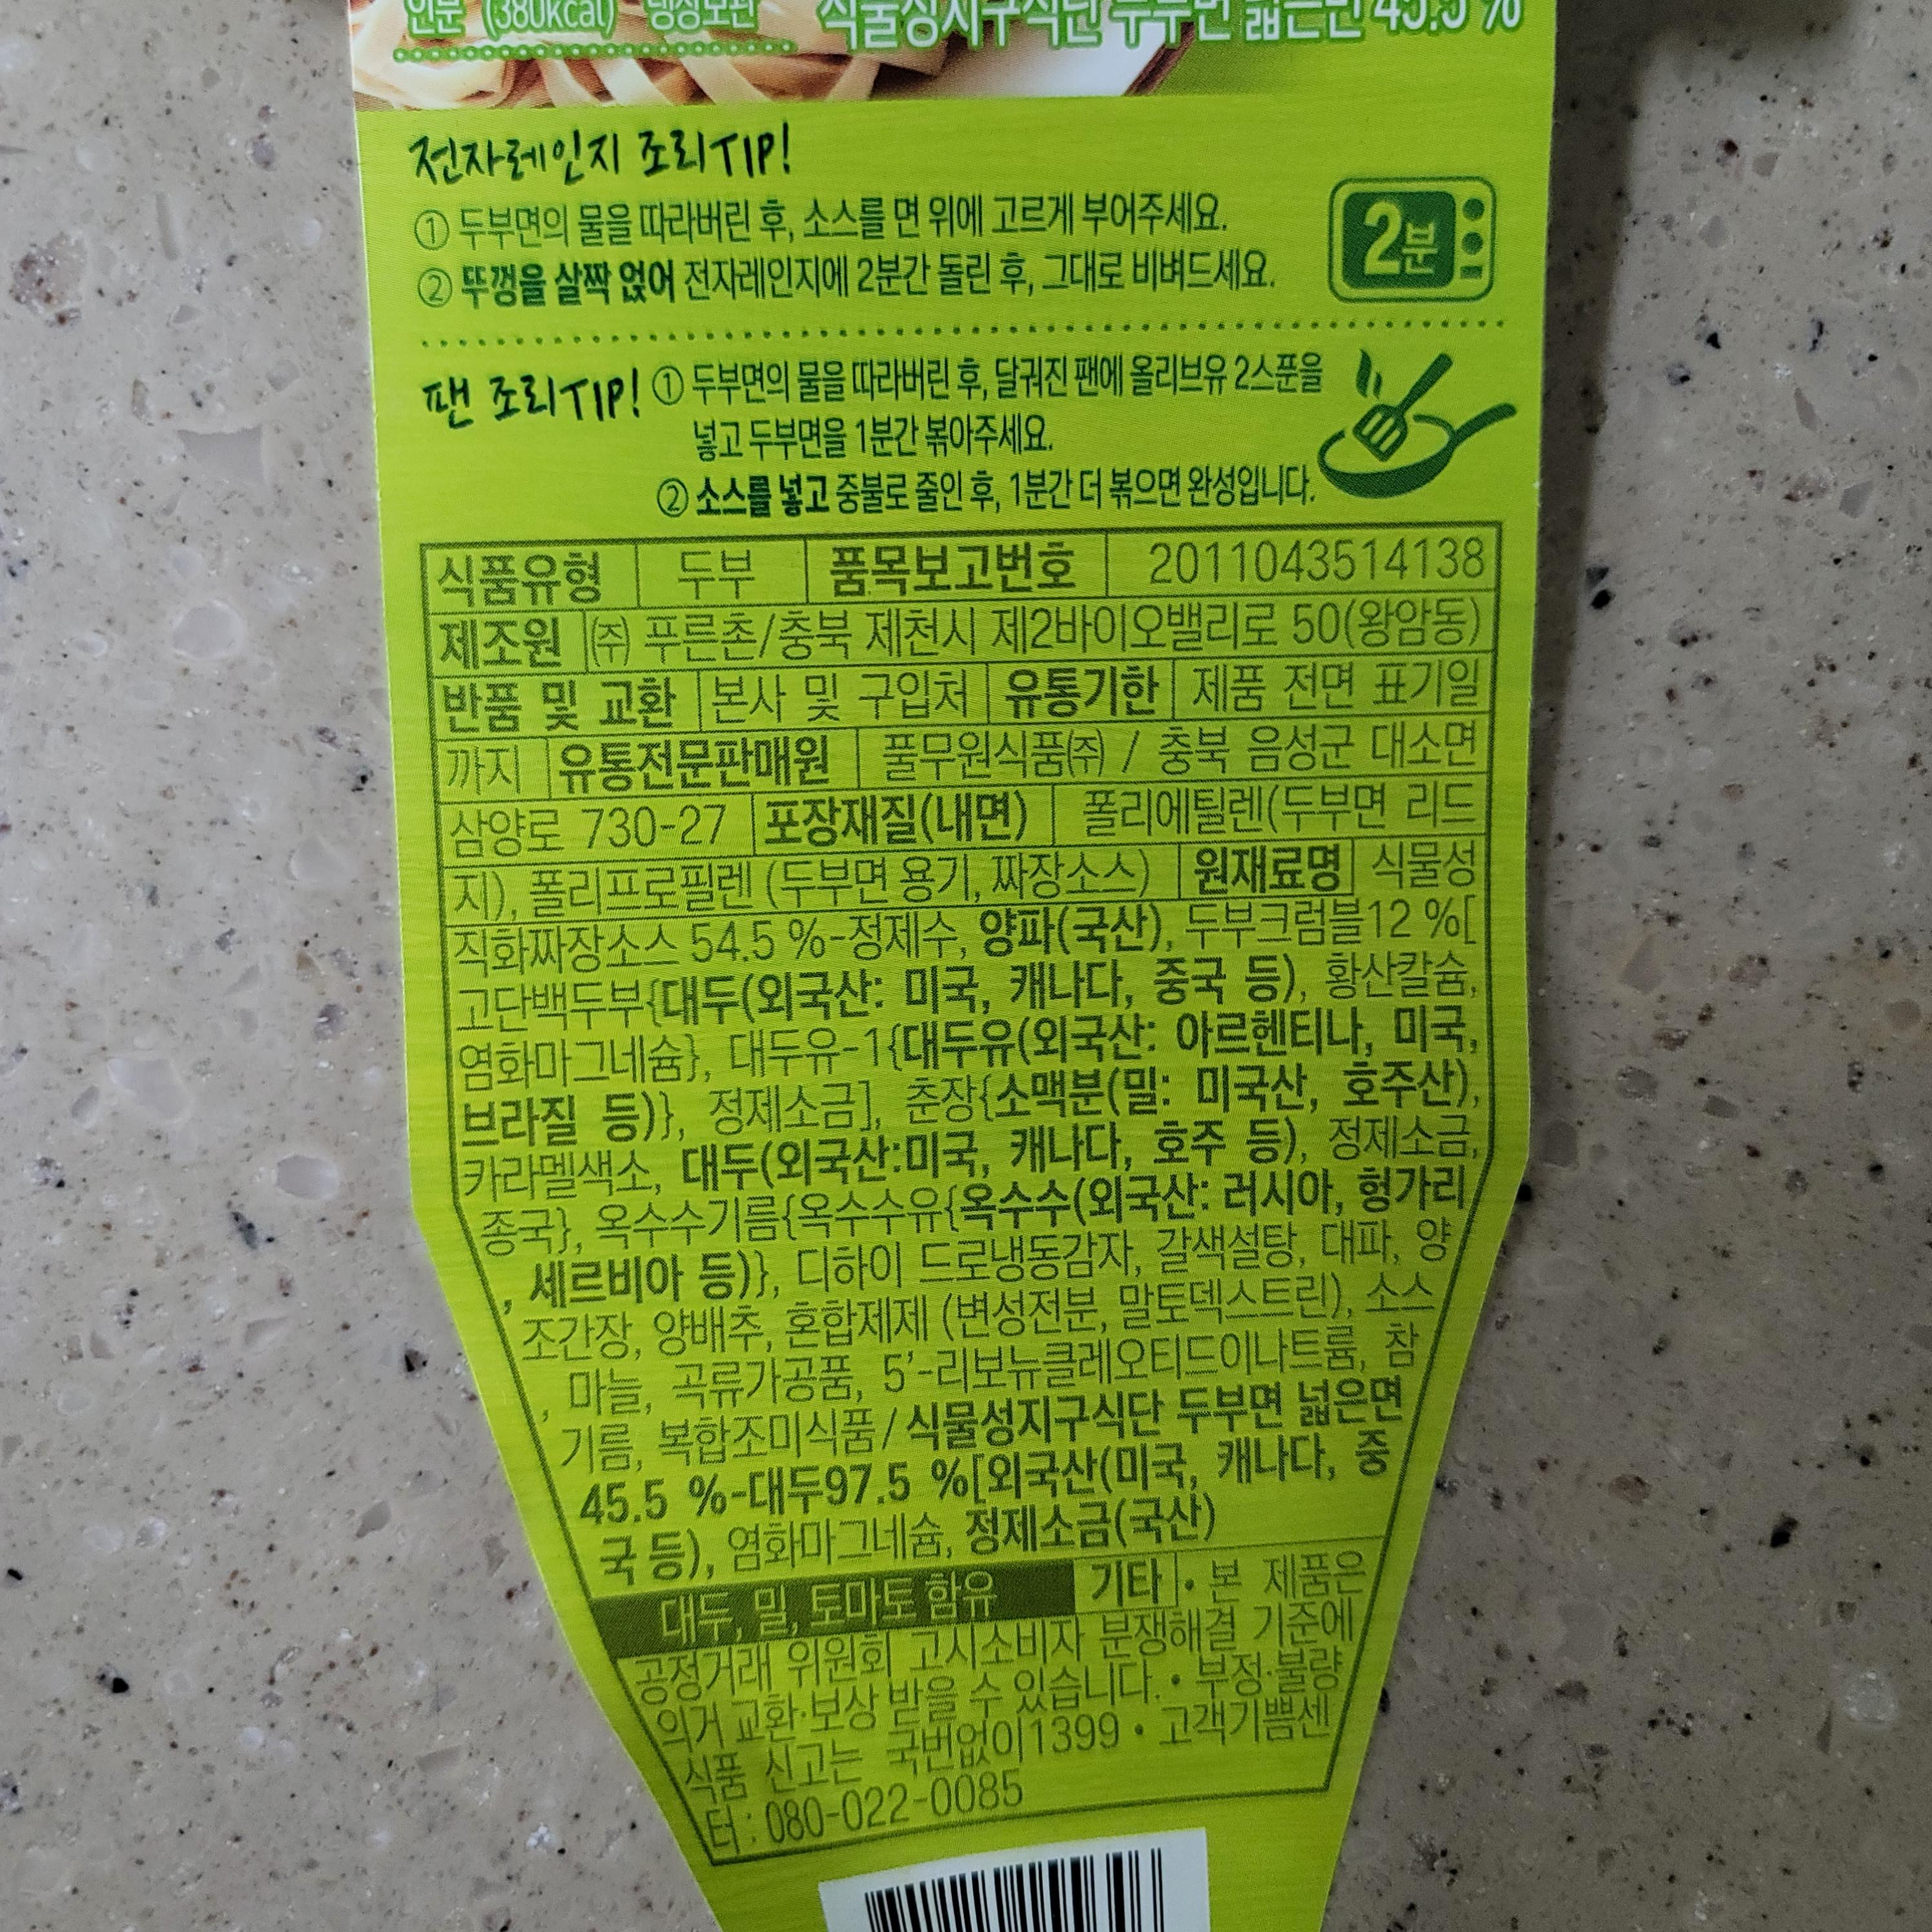 인분 (380kcal) 냉장보관 식물성지구식단 두부면 넓은면 45.5 %
전자레인지 조리TIP!
① 두부면의 물을 따라버린 후, 소스를 면 위에 고르게 부어주세요.
② 뚜껑을 살짝 얹어 전자레인지에 2분간 돌린 후, 그대로 비벼드세요.
2분
팬 조리TIP! ① 두부면의 물을 따라버린 후, 달궈진 팬에 올리브유 2스푼을
넣고 두부면을 1분간 볶아주세요.
② 소스를 넣고 중불로 줄인 후, 1분간 더 볶으면 완성입니다.
식품유형 두부 품목보고번호 2011043514138
제조원 ㈜ 푸른촌/충북 제천시 제2바이오밸리로 50(왕암동)
반품 및 교환 본사 및 구입처 유통기한 제품 전면 표기일
까지 유통전문판매원 풀무원식품㈜ / 충북 음성군 대소면
삼양로 730-27 포장재질(내면) 폴리에틸렌(두부면 리드
지), 폴리프로필렌 (두부면 용기, 짜장소스) 원재료명 식물성
직화짜장소스 54.5 %-정제수, 양파(국산), 두부크럼블12 %[
고단백두부{대두(외국산: 미국, 캐나다, 중국 등), 황산칼슘,
염화마그네슘}, 대두유-1{대두유(외국산: 아르헨티나, 미국,
브라질 등)}, 정제소금], 춘장{소맥분(밀: 미국산, 호주산),
카라멜색소, 대두(외국산:미국, 캐나다, 호주 등), 정제소금,
종국}, 옥수수기름{옥수수유{옥수수(외국산: 러시아, 헝가리
, 세르비아 등)}, 디하이 드로냉동감자, 갈색설탕, 대파, 양
조간장, 양배추, 혼합제제 (변성전분, 말토덱스트린), 소스
, 마늘, 곡류가공품, 5'-리보뉴클레오티드이나트륨, 참
기름, 복합조미식품/식물성지구식단 두부면 넓은면
45.5 %-대두97.5 %[외국산(미국, 캐나다, 중
국 등), 염화마그네슘, 정제소금(국산)
대두, 밀, 토마토 함유 기타 • 본 제품은
공정거래 위원회 고시소비자 분쟁해결 기준에
의거 교환·보상 받을 수 있습니다. • 부정·불량
식품 신고는 국번없이1399 • 고객기쁨센
터 : 080-022-0085